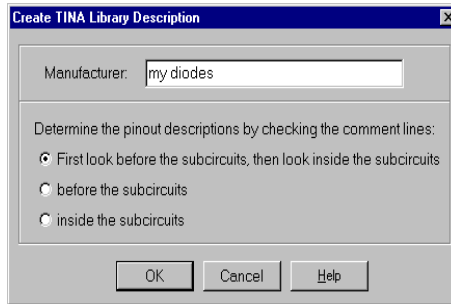 Create TINA Library Description
Manufacturer: my diodes
Determine the pinout descriptions by checking the comment lines:
First look before the subcircuits, then look inside the subcircuits
before the subcircuits
inside the subcircuits
OK Cancel Help